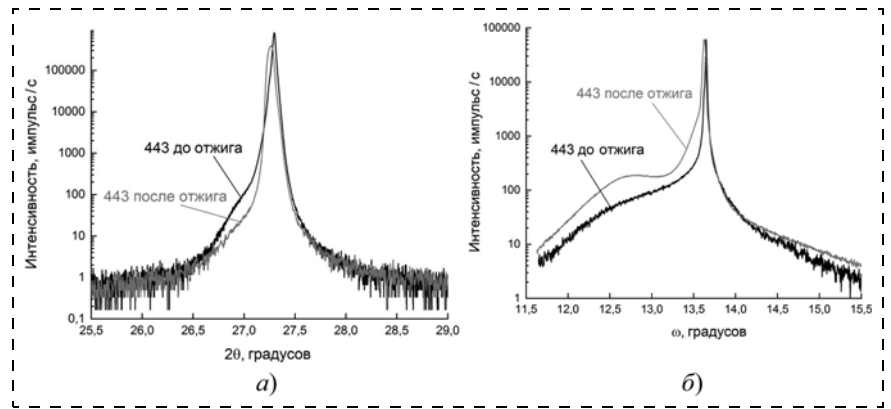 Интенсивность, импульс / с
100000
10000
1000
100
10
1
0,1
443 до отжига
443 после отжига
25,5 26,0 26,5 27,0 27,5 28,0 28,5 29,0
2θ, градусов
а)
Интенсивность, импульс / с
100000
10000
1000
100
10
1
443 после отжига
443 до отжига
11,5 12,0 12,5 13,0 13,5 14,0 14,5 15,0 15,5
ω, градусов
б)